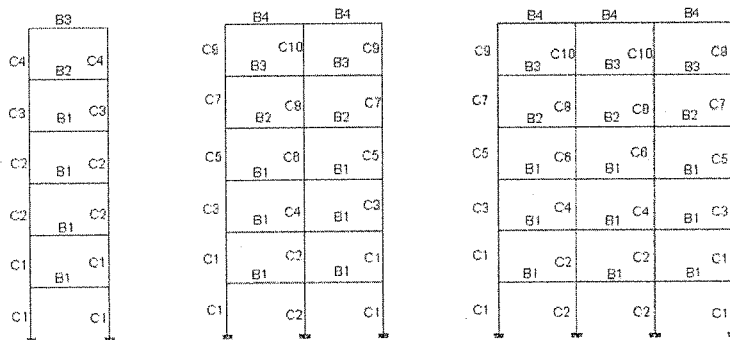 B3 B4 B4 B4 B4 B4
C4 C4 C9 C10 C9 C9 C10 C10 C9
B2 B3 B3 B3 B3 B3
C3 C3 C7 C7 C7 C7
B1 B2 B2 B2 B2 B2
C2 C2 C5 C5 C5 C6 C6 C5
B1 B1 B1 B1 B1 B1
C2 C2 C3 C4 C3 C3 C4 C4 C3
B1 B1 B1 B1 B1 B1
C1 C1 C1 C2 C1 C1 C2 C2 C1
B1 B1 B1 B1 B1 B1
C1 C1 C1 C2 C1 C1 C2 C2 C1